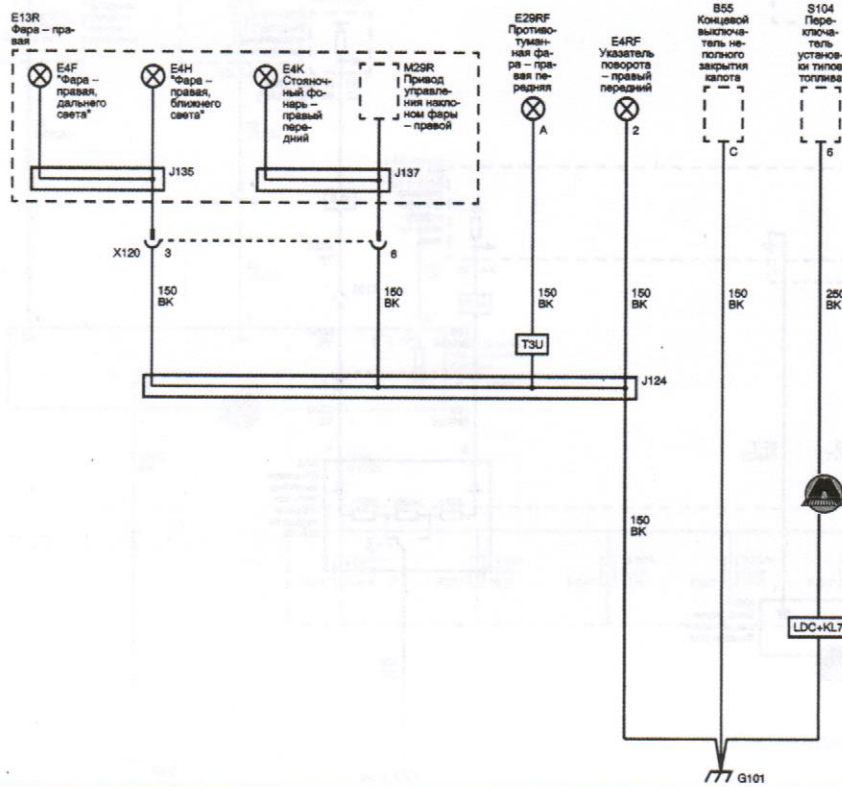 E13R
Фара – пра-
вая
E4F
"Фара –
правая,
дальнего
света"
E4H
"Фара –
правая,
ближнего
света"
E4K
Стояноч-
ный фо-
нарь –
правый
перед-
дний
M29R
Привод
управле-
ния накло-
ном фары
– правой
E29RF
Противо-
туман-
ная фа-
ра – пра-
вая пе-
редняя
E4RF
Указатель
поворота
– правый
передний
B55
Концевой
выключа-
тель не-
полного
закрытия
капота
S104
Пере-
ключа-
тель
установ-
ки типов
топлива
A
2
C
6
J135
J137
X120
3
6
150
BK
150
BK
150
BK
150
BK
150
BK
250
BK
T3U
J124
150
BK
LDC+KL7
G101